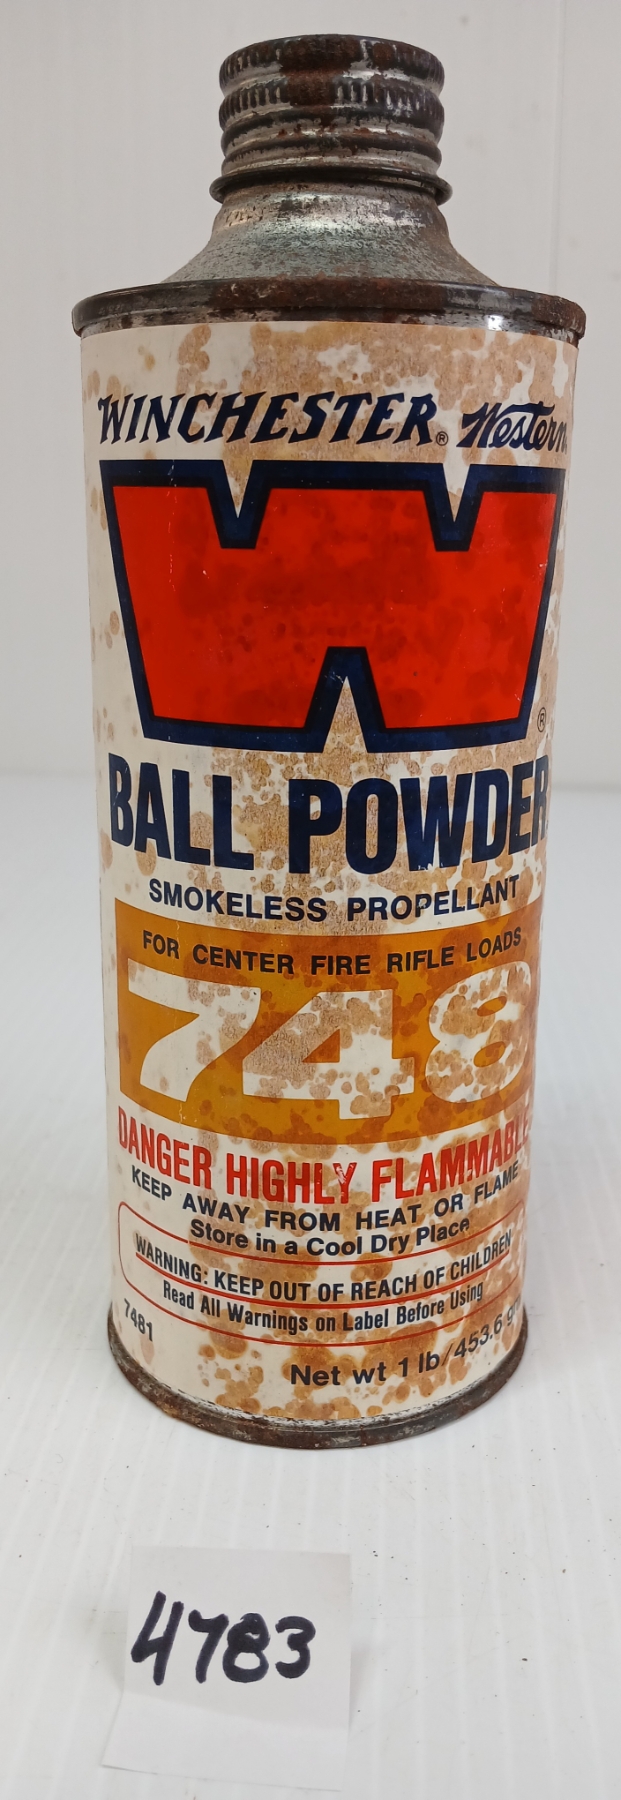 WINCHESTER® Western
W
®
BALL POWDER
SMOKELESS PROPELLANT
FOR CENTER FIRE RIFLE LOADS
748
DANGER HIGHLY FLAMMABLE
KEEP AWAY FROM HEAT OR FLAME
Store in a Cool Dry Place
WARNING: KEEP OUT OF REACH OF CHILDREN
Read All Warnings on Label Before Using
7481
Net wt 1 lb/453.6 gm
4783